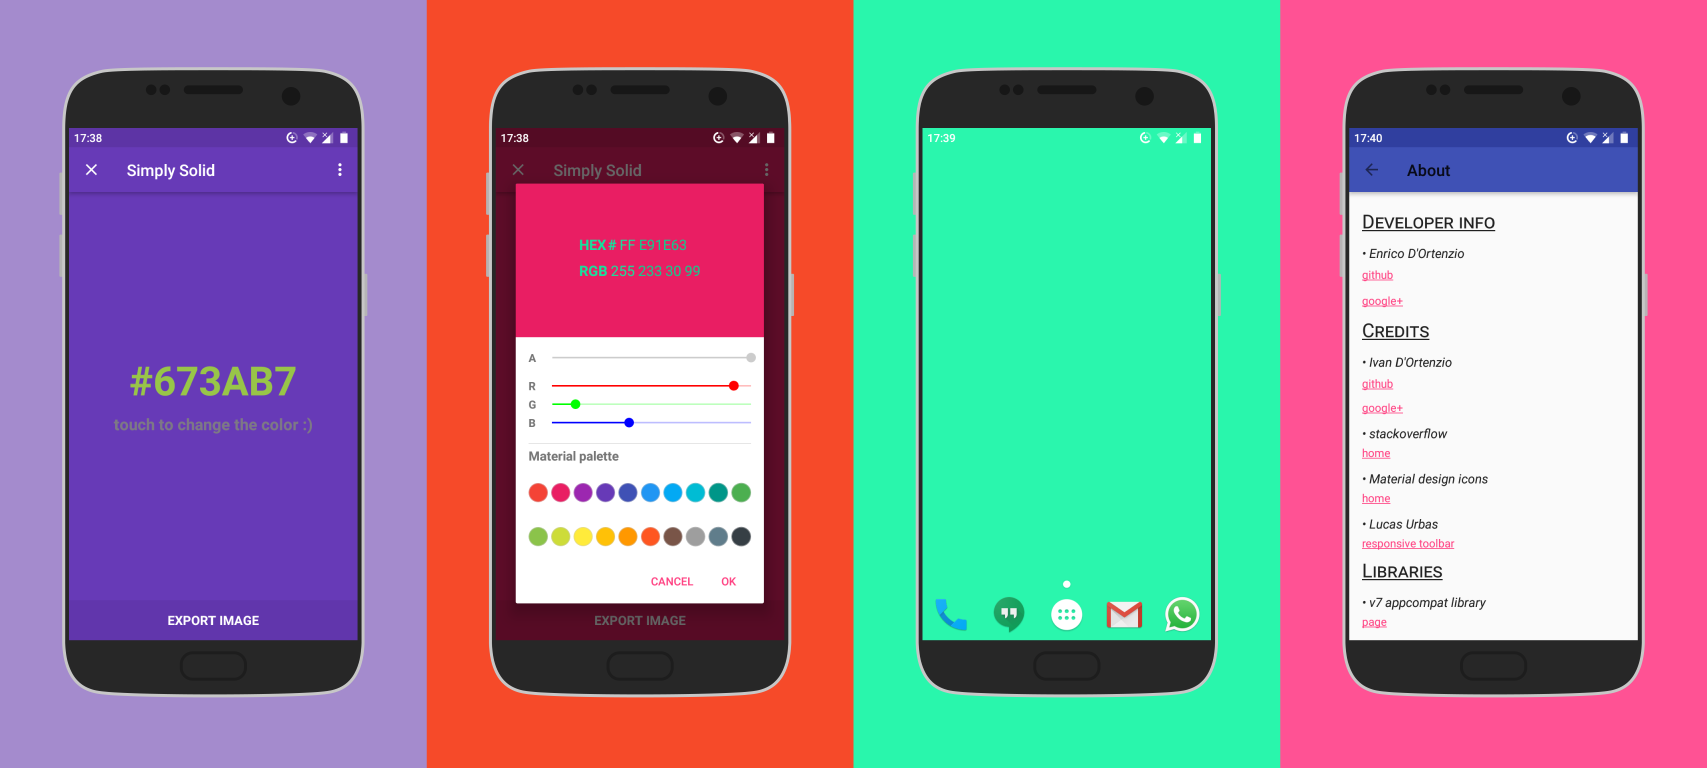 17:38
Simply Solid
#673AB7
touch to change the color :)
EXPORT IMAGE
17:38
Simply Solid
HEX# FF E91E63
RGB 255 233 30 99
A
R
G
B
Material palette
CANCEL OK
EXPORT IMAGE
17:39
17:40
About
DEVELOPER INFO
• Enrico D'Ortenzio
github
google+
CREDITS
• Ivan D'Ortenzio
github
google+
• stackoverflow
home
• Material design icons
home
• Lucas Urbas
responsive toolbar
LIBRARIES
• v7 appcompat library
page